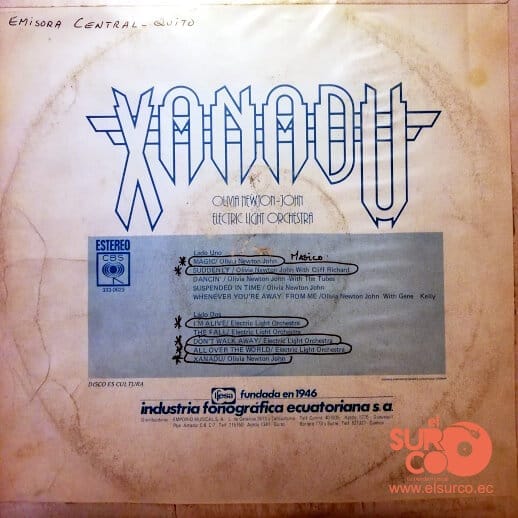 EMISORA CENTRAL - QUITO
XANADU
OLIVIA NEWTON-JOHN
ELECTRIC LIGHT ORCHESTRA
ESTEREO
CBS
Lado Uno
MAGIC/Olivia Newton John MAGICO
SUDDENLY/Olivia Newton John With Cliff Richard
DANCIN'/Olivia Newton John-With The Tubes
SUSPENDED IN TIME/Olivia Newton John
WHENEVER YOU'RE AWAY FROM ME/Olivia Newton John-With Gene Kelly
Lado Dos
I'M ALIVE/Electric Light Orchestra
THE FALL/Electric Light Orchestra
DON'T WALK AWAY/Electric Light Orchestra
ALL OVER THE WORLD/Electric Light Orchestra
XANADU/Olivia Newton John
DISCO ES CULTURA
ifesa fundada en 1946
industria fonográfica ecuatoriana s.a.
el
SURCO
www.elsurco.ec